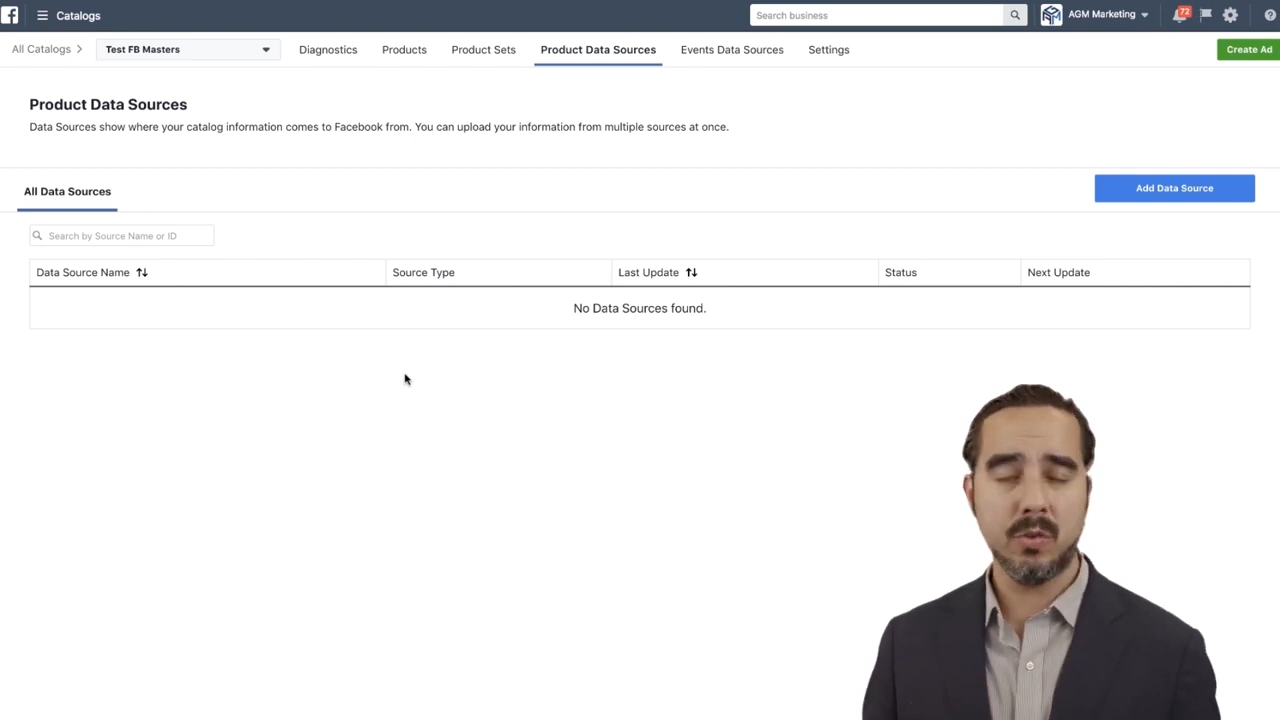 Catalogs
Search business
AGM Marketing
72
All Catalogs
Test FB Masters
Diagnostics
Products
Product Sets
Product Data Sources
Events Data Sources
Settings
Create Ad
Product Data Sources
Data Sources show where your catalog information comes to Facebook from. You can upload your information from multiple sources at once.
All Data Sources
Add Data Source
Search by Source Name or ID
Data Source Name
Source Type
Last Update
Status
Next Update
No Data Sources found.